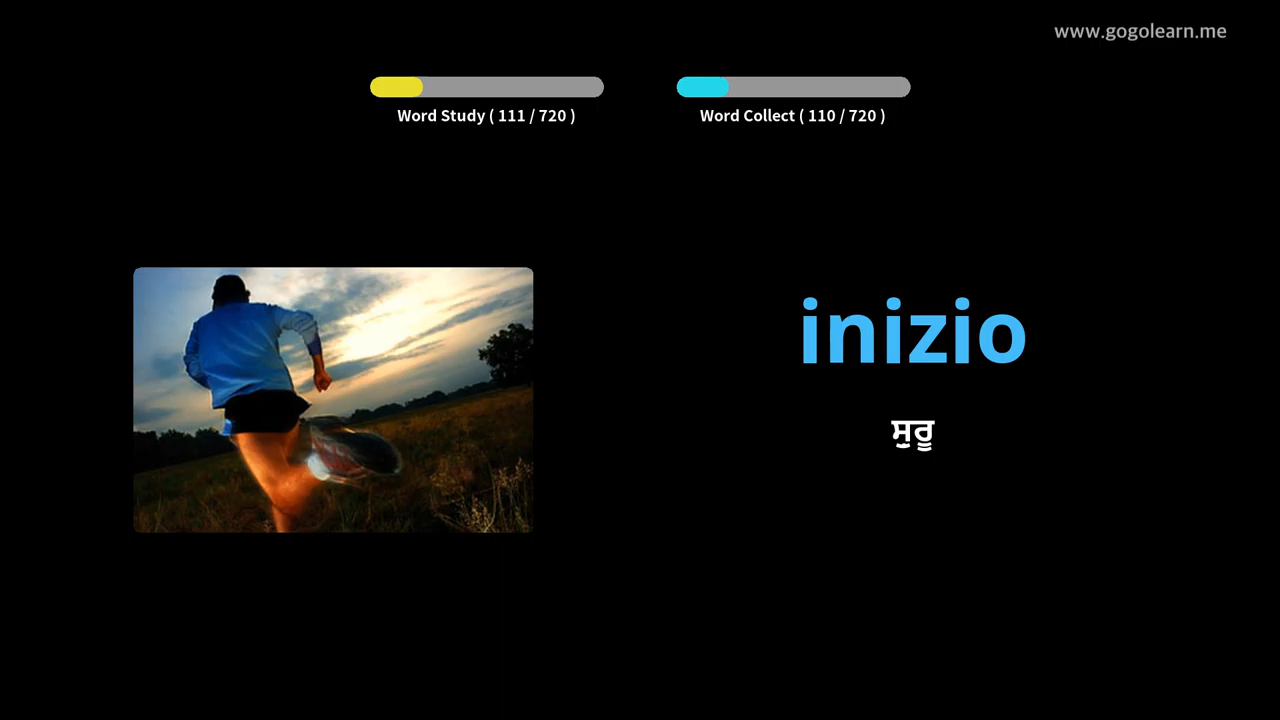 www.gogolearn.me
Word Study ( 111 / 720 )
Word Collect ( 110 / 720 )
inizio
ਸੁਰੂ